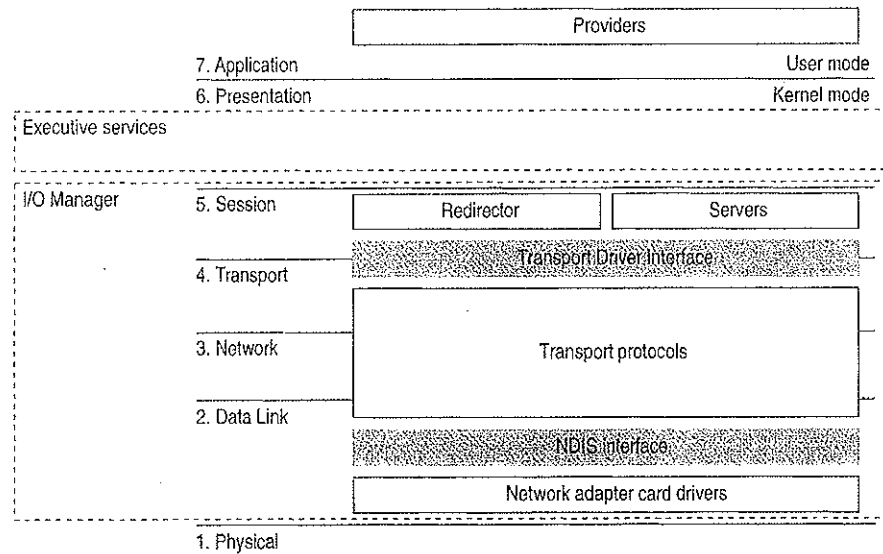 Providers
7. Application
User mode
6. Presentation
Kernel mode
Executive services
I/O Manager
5. Session
Redirector
Servers
Transport Driver Interface
4. Transport
3. Network
Transport protocols
2. Data Link
NDIS interface
Network adapter card drivers
1. Physical